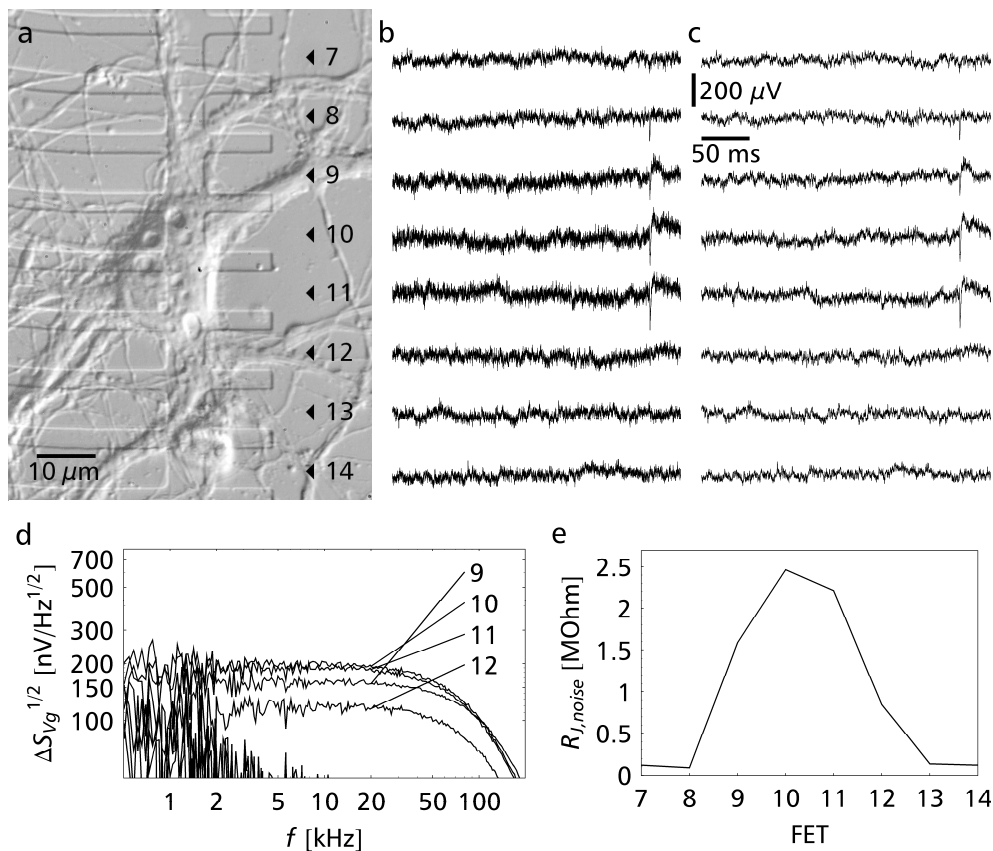 a
7
8
9
10
11
12
13
14
10 μm
b
c
200 μV
50 ms
d
ΔS_Vg^1/2 [nV/Hz^1/2]
700
500
300
200
150
100
9
10
11
12
1 2 5 10 20 50 100
f [kHz]
e
R_J,noise [MOhm]
2.5
2
1.5
1
0.5
0
7 8 9 10 11 12 13 14
FET